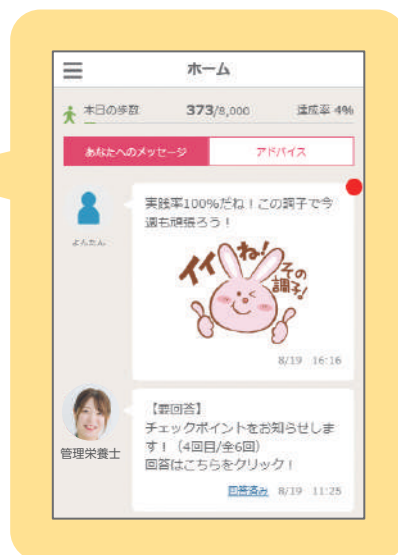 ホーム
本日の歩数 373/8,000 達成率 4%
あなたへのメッセージ アドバイス
よんたん
実践率100%だね！この調子で今
週も頑張ろう！
イイね！
その
調子！
8/19 16:16
管理栄養士
【要回答】
チェックポイントをお知らせしま
す！（4回目/全6回）
回答はこちらをクリック！
回答済み 8/19 11:25